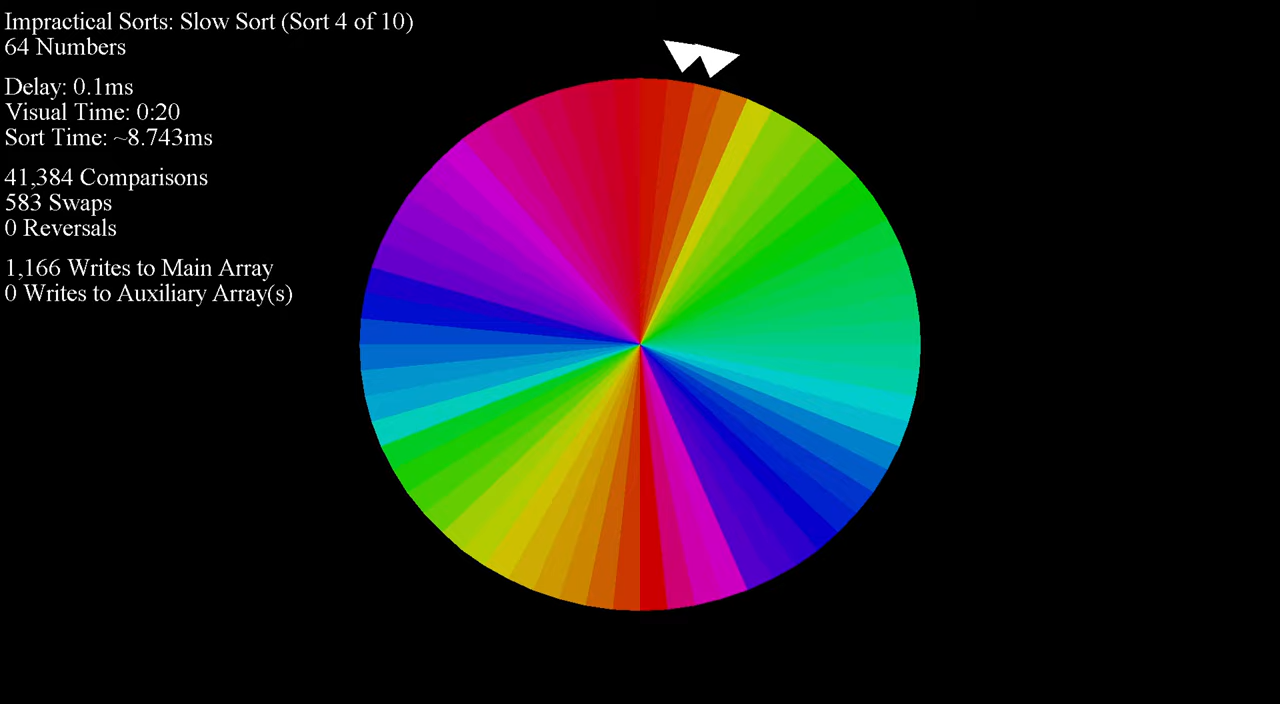 Impractical Sorts: Slow Sort (Sort 4 of 10)
64 Numbers
Delay: 0.1ms
Visual Time: 0:20
Sort Time: ~8.743ms
41,384 Comparisons
583 Swaps
0 Reversals
1,166 Writes to Main Array
0 Writes to Auxiliary Array(s)